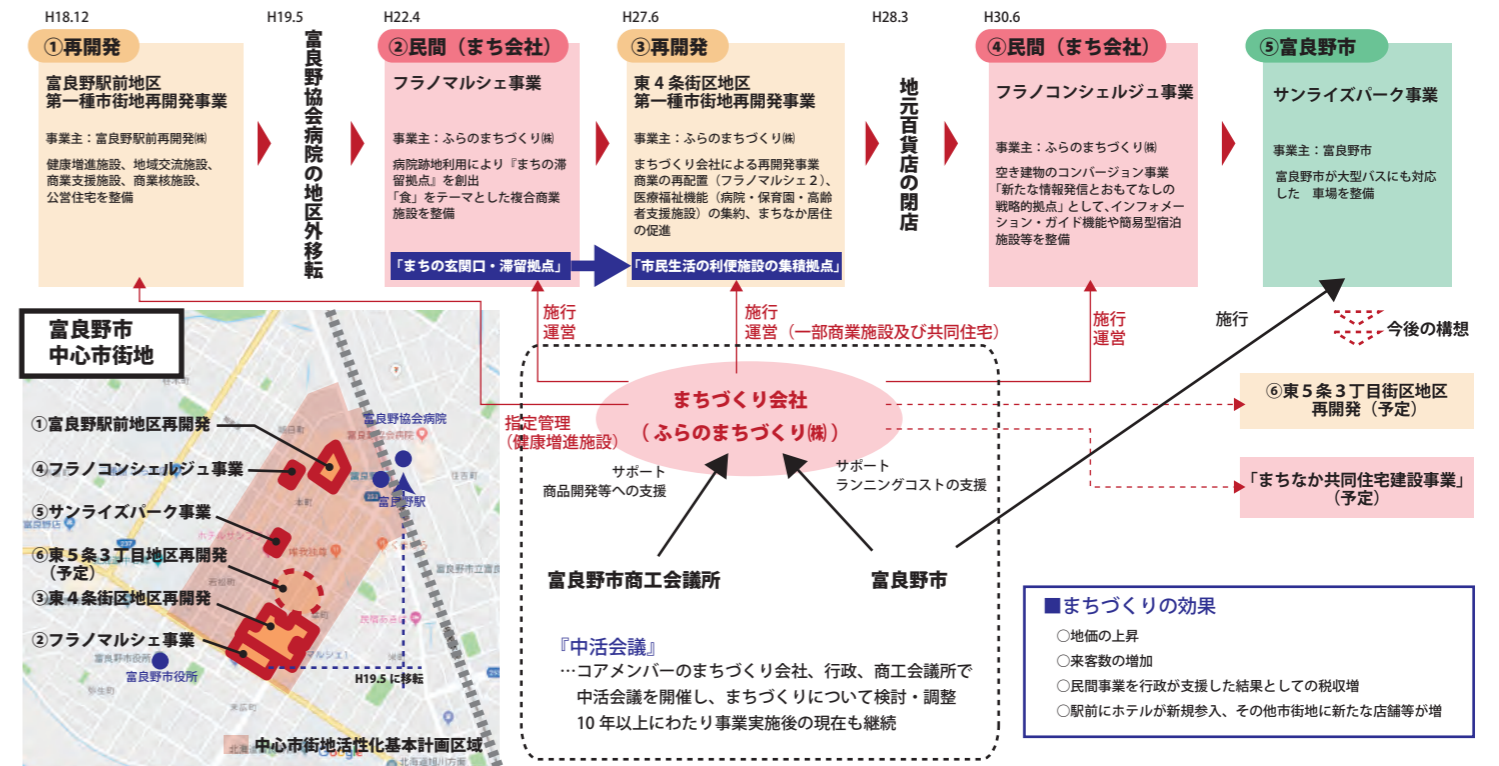 H18.12
H19.5
H22.4
H27.6
H28.3
H30.6
①再開発
富良野駅前地区
第一種市街地再開発事業
事業主：富良野駅前再開発㈱
健康増進施設、地域交流施設、
商業支援施設、商業核施設、
公営住宅を整備
富良野協会病院の地区外移転
②民間（まち会社）
フラノマルシェ事業
事業主：ふらのまちづくり㈱
病院跡地利用により『まちの滞
留拠点』を創出
「食」をテーマとした複合商業
施設を整備
「まちの玄関口・滞留拠点」
③再開発
東４条街区地区
第一種市街地再開発事業
事業主：ふらのまちづくり㈱
まちづくり会社による再開発事業
商業の再配置（フラノマルシェ２）、
医療福祉機能（病院・保育園・高齢
者支援施設）の集約、まちなか居住
の促進
「市民生活の利便施設の集積拠点」
地元百貨店の閉店
④民間（まち会社）
フラノコンシェルジュ事業
事業主：ふらのまちづくり㈱
空き建物のコンバージョン事業
「新たな情報発信とおもてなしの
戦略的拠点」として、インフォメー
ション・ガイド機能や簡易型宿泊
施設等を整備
⑤富良野市
サンライズパーク事業
事業主：富良野市
富良野市が大型バスにも対応
した　車場を整備
施行
運営
施行
運営（一部商業施設及び共同住宅）
施行
運営
施行
今後の構想
⑥東５条３丁目街区地区
再開発（予定）
「まちなか共同住宅建設事業」
（予定）
まちづくり会社
（ふらのまちづくり㈱）
指定管理
（健康増進施設）
サポート
商品開発等への支援
サポート
ランニングコストの支援
富良野市商工会議所
富良野市
『中活会議』
…コアメンバーのまちづくり会社、行政、商工会議所で
中活会議を開催し、まちづくりについて検討・調整
10 年以上にわたり事業実施後の現在も継続
■まちづくりの効果
○地価の上昇
○来客数の増加
○民間事業を行政が支援した結果としての税収増
○駅前にホテルが新規参入、その他市街地に新たな店舗等が増
富良野市
中心市街地
①富良野駅前地区再開発
④フラノコンシェルジュ事業
⑤サンライズパーク事業
⑥東５条３丁目地区再開発
（予定）
③東４条街区地区再開発
②フラノマルシェ事業
富良野協会病院
富良野駅
富良野市役所
H19.5 に移転
中心市街地活性化基本計画区域